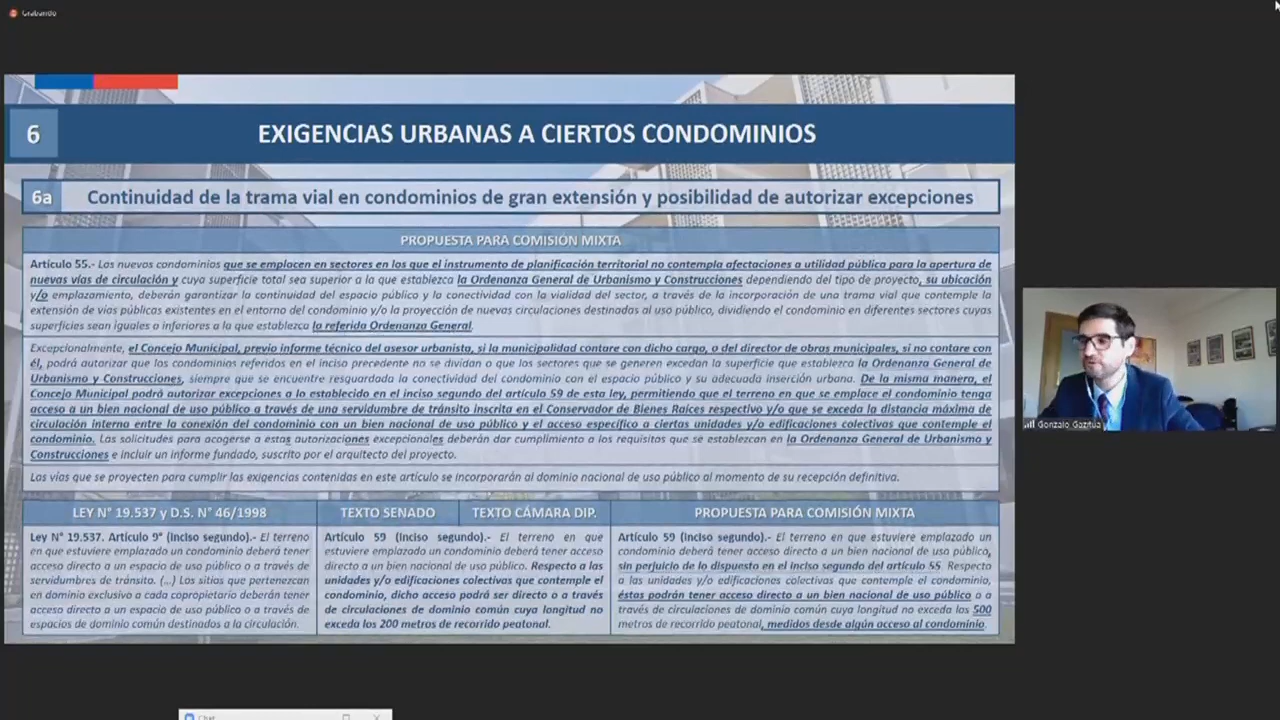 Grabando
6
EXIGENCIAS URBANAS A CIERTOS CONDOMINIOS
6a
Continuidad de la trama vial en condominios de gran extensión y posibilidad de autorizar excepciones
PROPUESTA PARA COMISIÓN MIXTA
Artículo 55.- Los nuevos condominios que se emplacen en sectores en los que el instrumento de planificación territorial no contempla afectaciones a utilidad pública para la apertura de
nuevas vías de circulación y cuya superficie total sea superior a la que establezca la Ordenanza General de Urbanismo y Construcciones dependiendo del tipo de proyecto, su ubicación
y/o emplazamiento, deberán garantizar la continuidad del espacio público y la conectividad con la vialidad del sector, a través de la incorporación de una trama vial que contemple la
extensión de vías públicas existentes en el entorno del condominio y/o la proyección de nuevas circulaciones destinadas al uso público, dividiendo el condominio en diferentes sectores cuyas
superficies sean iguales o inferiores a la que establezca la referida Ordenanza General.
Excepcionalmente, el Concejo Municipal, previo informe técnico del asesor urbanista, si la municipalidad contare con dicho cargo, o del director de obras municipales, si no contare con
él, podrá autorizar que los condominios referidos en el inciso precedente no se dividan o que los sectores que se generen excedan la superficie que establezca la Ordenanza General de
Urbanismo y Construcciones, siempre que se encuentre resguardada la conectividad del condominio con el espacio público y su adecuada inserción urbana. De la misma manera, el
Concejo Municipal podrá autorizar excepciones a lo establecido en el inciso segundo del artículo 59 de esta ley, permitiendo que el terreno en que se emplace el condominio tenga
acceso a un bien nacional de uso público a través de una servidumbre de tránsito inscrita en el Conservador de Bienes Raíces respectivo y/o que se exceda la distancia máxima de
circulación interna entre la conexión del condominio con un bien nacional de uso público y el acceso específico a ciertas unidades y/o edificaciones colectivas que contemple el
condominio. Las solicitudes para acogerse a estas autorizaciones excepcionales deberán dar cumplimiento a los requisitos que se establezcan en la Ordenanza General de Urbanismo y
Construcciones e incluir un informe fundado, suscrito por el arquitecto del proyecto.
Las vías que se proyecten para cumplir las exigencias contenidas en este artículo se incorporarán al dominio nacional de uso público al momento de su recepción definitiva.
LEY N° 19.537 y D.S. N° 46/1998
Ley N° 19.537. Artículo 9° (inciso segundo).- El terreno
en que estuviere emplazado un condominio deberá tener
acceso directo a un espacio de uso público o a través de
servidumbres de tránsito. (...) Los sitios que pertenezcan
en dominio exclusivo a cada copropietario deberán tener
acceso directo a un espacio de uso público o a través de
espacios de dominio común destinados a la circulación.
TEXTO SENADO
TEXTO CÁMARA DIP.
Artículo 59 (inciso segundo).- El terreno en que
estuviere emplazado un condominio deberá tener acceso
directo a un bien nacional de uso público. Respecto a las
unidades y/o edificaciones colectivas que contemple el
condominio, dicho acceso podrá ser directo o a través
de circulaciones de dominio común cuya longitud no
exceda los 200 metros de recorrido peatonal.
PROPUESTA PARA COMISIÓN MIXTA
Artículo 59 (inciso segundo).- El terreno en que estuviere emplazado un
condominio deberá tener acceso directo a un bien nacional de uso público,
sin perjuicio de lo dispuesto en el inciso segundo del artículo 55. Respecto
a las unidades y/o edificaciones colectivas que contemple el condominio,
éstas podrán tener acceso directo a un bien nacional de uso público o a
través de circulaciones de dominio común cuya longitud no exceda los 500
metros de recorrido peatonal, medidos desde algún acceso al condominio.
Gonzalo Gazitúa
Chat